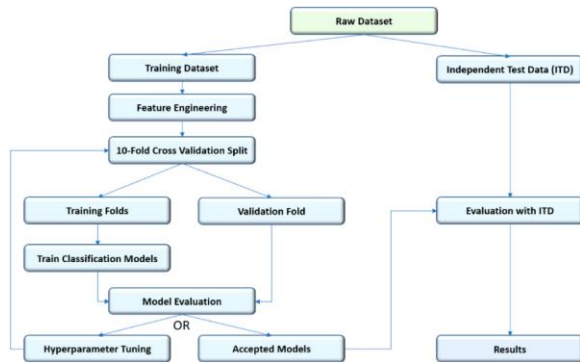 Raw Dataset
Training Dataset
Independent Test Data (ITD)
Feature Engineering
10-Fold Cross Validation Split
Training Folds
Validation Fold
Evaluation with ITD
Train Classification Models
Model Evaluation
OR
Hyperparameter Tuning
Accepted Models
Results